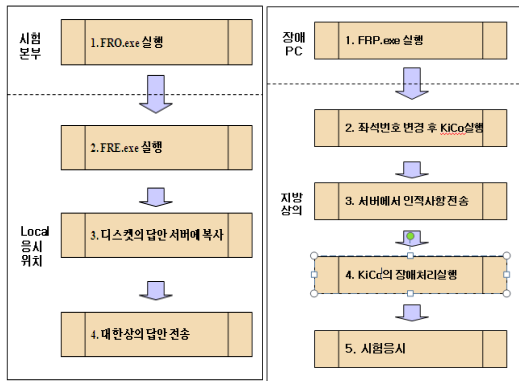 시험
본부
1. FRO.exe 실행
2. FRE.exe 실행
Local
응시
위치
3. 디스켓의 답안 서버에 복사
4. 대한상의 답안 전송
장애
PC
1. FRP.exe 실행
2. 좌석번호 변경 후 KiCo실행
지방
상의
3. 서버에서 인적사항 전송
4. KiCo의 장애처리실행
5. 시험응시